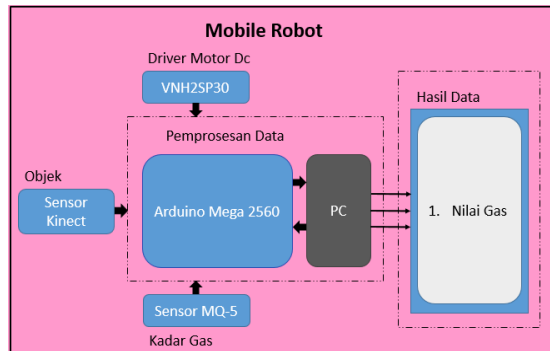 Mobile Robot
Driver Motor Dc
VNH2SP30
Hasil Data
Pemprosesan Data
Objek
Sensor
Kinect
Arduino Mega 2560
PC
1. Nilai Gas
Sensor MQ-5
Kadar Gas